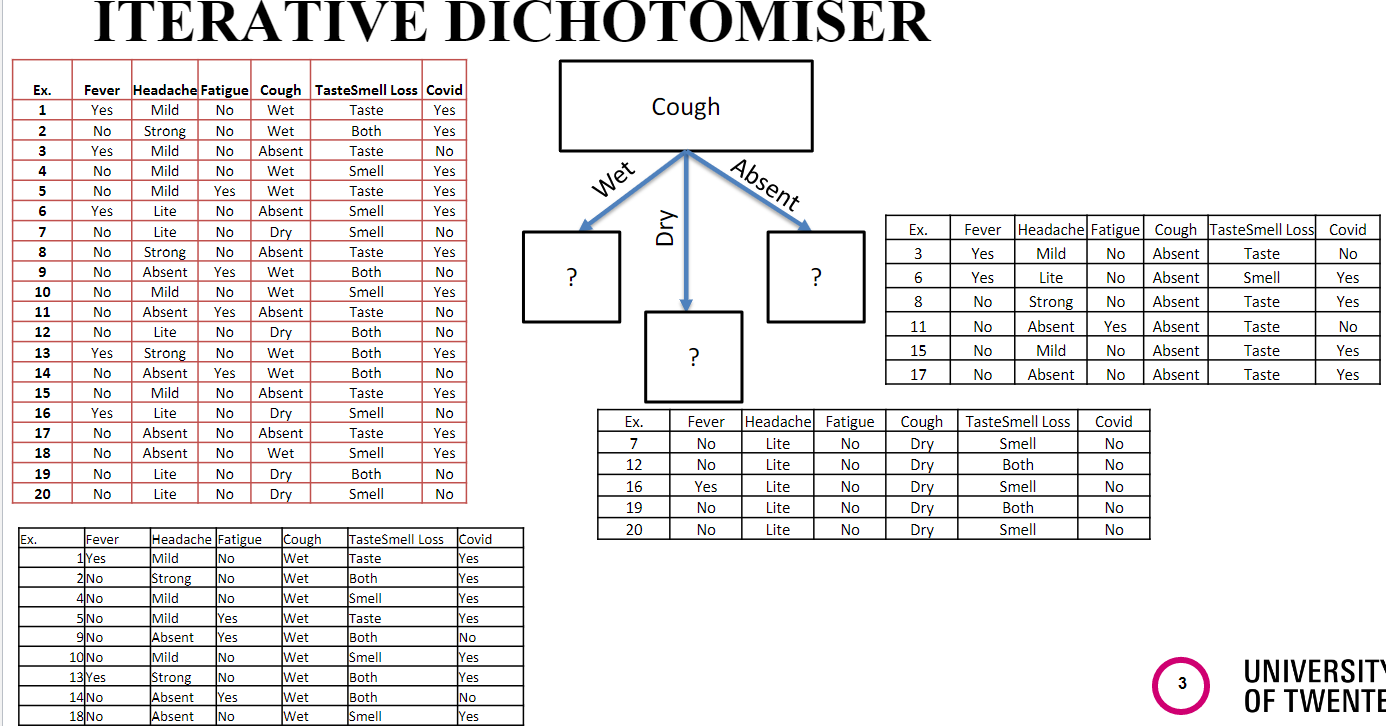 ITERATIVE DICHOTOMISER
Ex. Fever Headache Fatigue Cough TasteSmell Loss Covid
1 Yes Mild No Wet Taste Yes
2 No Strong No Wet Both Yes
3 Yes Mild No Absent Taste No
4 No Mild No Wet Smell Yes
5 No Mild Yes Wet Taste Yes
6 Yes Lite No Absent Smell Yes
7 No Lite No Dry Smell No
8 No Strong No Absent Taste Yes
9 No Absent Yes Wet Both No
10 No Mild No Wet Smell Yes
11 No Absent Yes Absent Taste No
12 No Lite No Dry Both No
13 Yes Strong No Wet Both Yes
14 No Absent Yes Wet Both No
15 No Mild No Absent Taste Yes
16 Yes Lite No Dry Smell No
17 No Absent No Absent Taste Yes
18 No Absent No Wet Smell Yes
19 No Lite No Dry Both No
20 No Lite No Dry Smell No
Cough
Wet
Dry
Absent
?
?
?
Ex. Fever Headache Fatigue Cough TasteSmell Loss Covid
3 Yes Mild No Absent Taste No
6 Yes Lite No Absent Smell Yes
8 No Strong No Absent Taste Yes
11 No Absent Yes Absent Taste No
15 No Mild No Absent Taste Yes
17 No Absent No Absent Taste Yes
Ex. Fever Headache Fatigue Cough TasteSmell Loss Covid
7 No Lite No Dry Smell No
12 No Lite No Dry Both No
16 Yes Lite No Dry Smell No
19 No Lite No Dry Both No
20 No Lite No Dry Smell No
Ex. Fever Headache Fatigue Cough TasteSmell Loss Covid
1 Yes Mild No Wet Taste Yes
2 No Strong No Wet Both Yes
4 No Mild No Wet Smell Yes
5 No Mild Yes Wet Taste Yes
9 No Absent Yes Wet Both No
10 No Mild No Wet Smell Yes
13 Yes Strong No Wet Both Yes
14 No Absent Yes Wet Both No
18 No Absent No Wet Smell Yes
3
UNIVERSITY
OF TWENTE